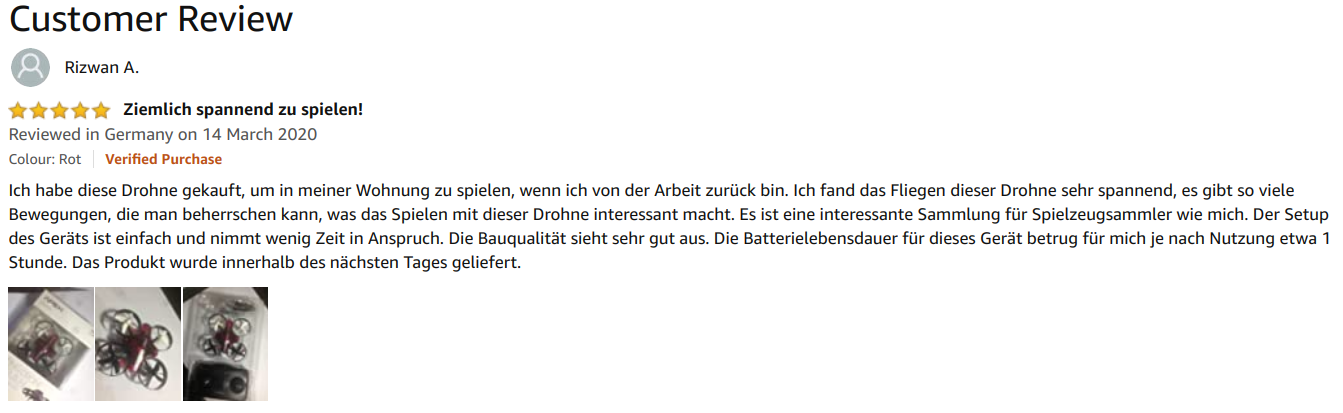 Customer Review
Rizwan A.
Ziemlich spannend zu spielen!
Reviewed in Germany on 14 March 2020
Colour: Rot Verified Purchase
Ich habe diese Drohne gekauft, um in meiner Wohnung zu spielen, wenn ich von der Arbeit zurück bin. Ich fand das Fliegen dieser Drohne sehr spannend, es gibt so viele
Bewegungen, die man beherrschen kann, was das Spielen mit dieser Drohne interessant macht. Es ist eine interessante Sammlung für Spielzeugsammler wie mich. Der Setup
des Geräts ist einfach und nimmt wenig Zeit in Anspruch. Die Bauqualität sieht sehr gut aus. Die Batterielebensdauer für dieses Gerät betrug für mich je nach Nutzung etwa 1
Stunde. Das Produkt wurde innerhalb des nächsten Tages geliefert.